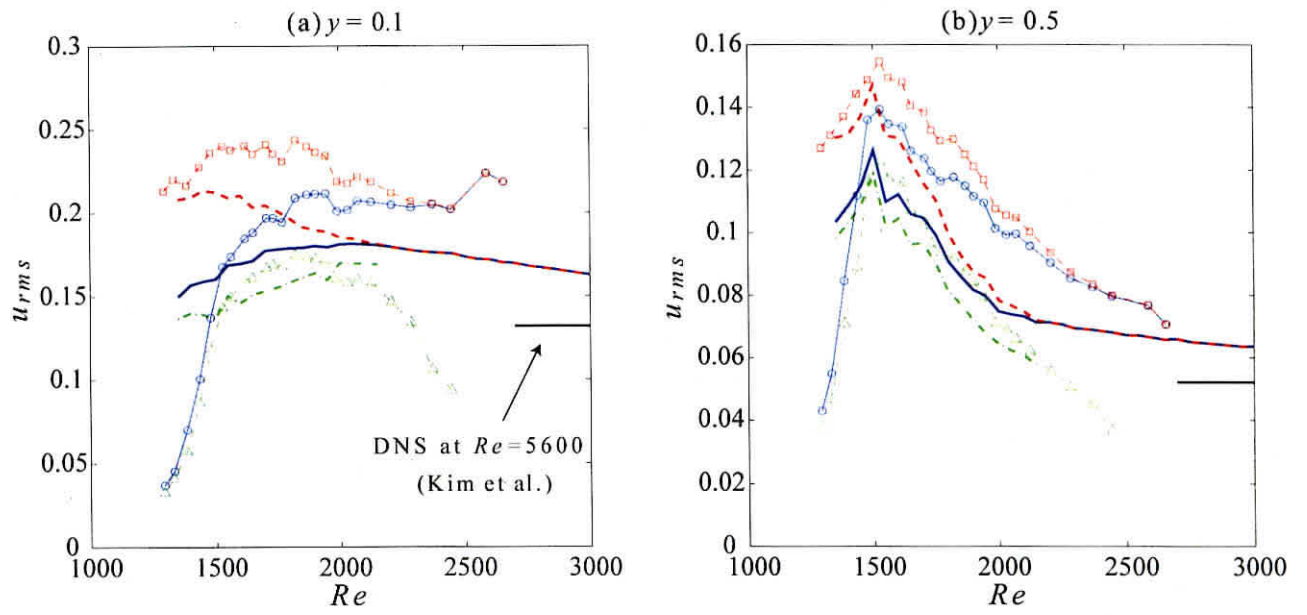 (a) y = 0.1
0.3
0.25
0.2
0.15
0.1
0.05
0
1000 1500 2000 2500 3000
Re
u_rms
DNS at Re=5600
(Kim et al.)
(b) y = 0.5
0.16
0.14
0.12
0.1
0.08
0.06
0.04
0.02
0
1000 1500 2000 2500 3000
Re
u_rms